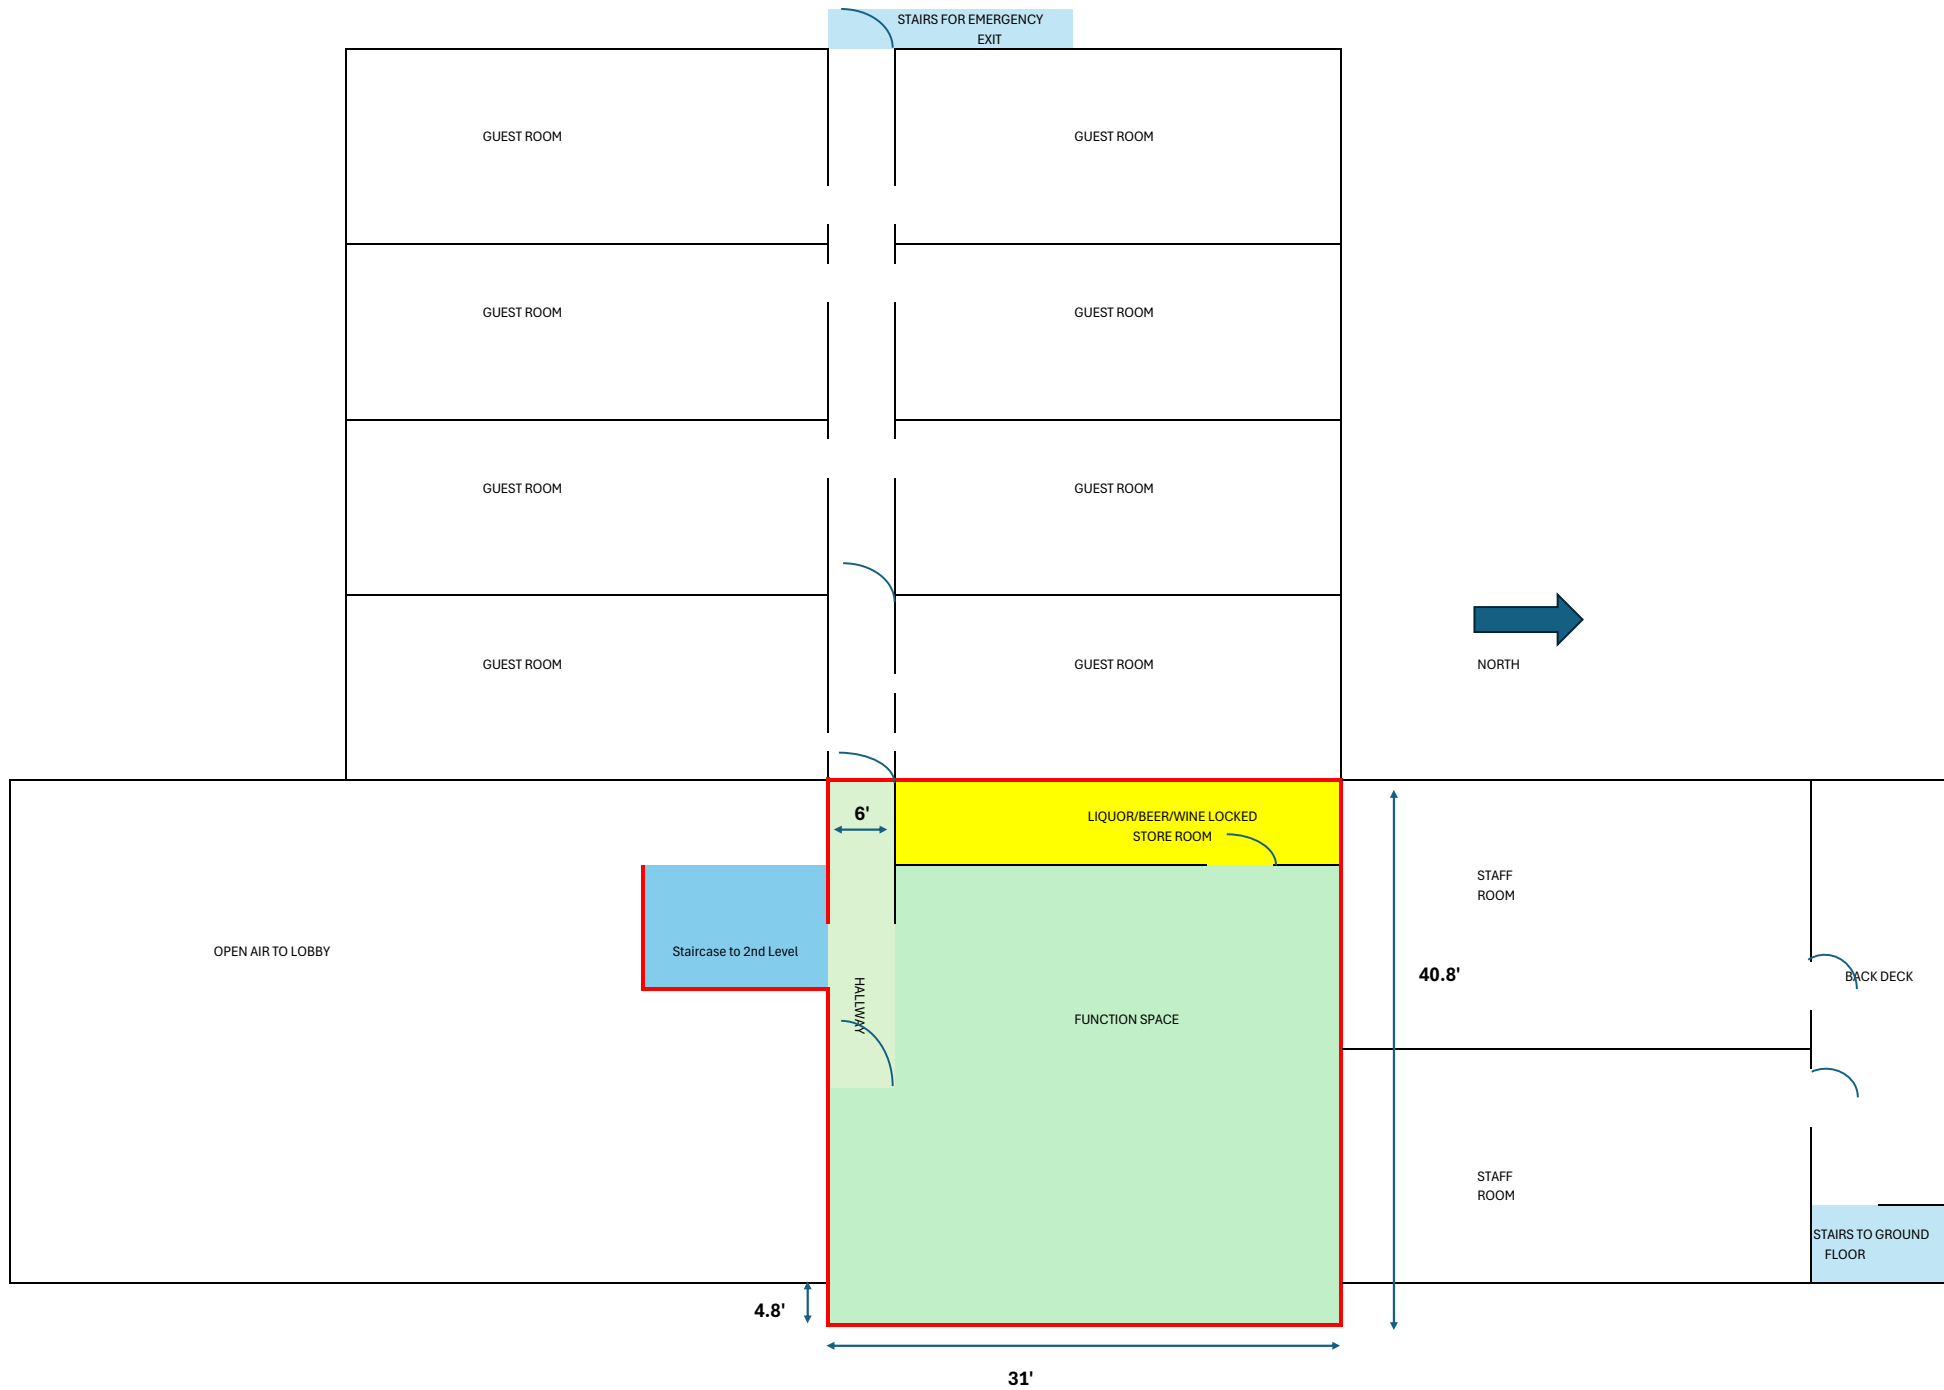 STAIRS FOR EMERGENCY
EXIT
GUEST ROOM
GUEST ROOM
GUEST ROOM
GUEST ROOM
GUEST ROOM
GUEST ROOM
GUEST ROOM
GUEST ROOM
NORTH
6'
LIQUOR/BEER/WINE LOCKED
STORE ROOM
STAFF
ROOM
OPEN AIR TO LOBBY
Staircase to 2nd Level
HALLWAY
40.8'
BACK DECK
FUNCTION SPACE
STAFF
ROOM
STAIRS TO GROUND
FLOOR
4.8'
31'